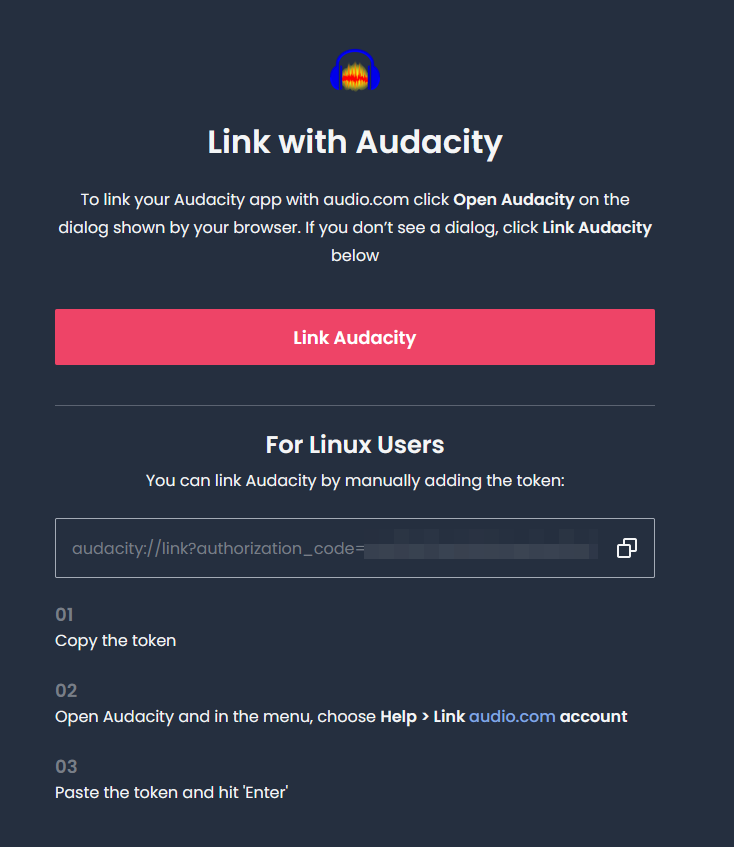 Link with Audacity
To link your Audacity app with audio.com click Open Audacity on the
dialog shown by your browser. If you don’t see a dialog, click Link Audacity
below
Link Audacity
For Linux Users
You can link Audacity by manually adding the token:
audacity://link?authorization_code=
01
Copy the token
02
Open Audacity and in the menu, choose Help > Link audio.com account
03
Paste the token and hit 'Enter'